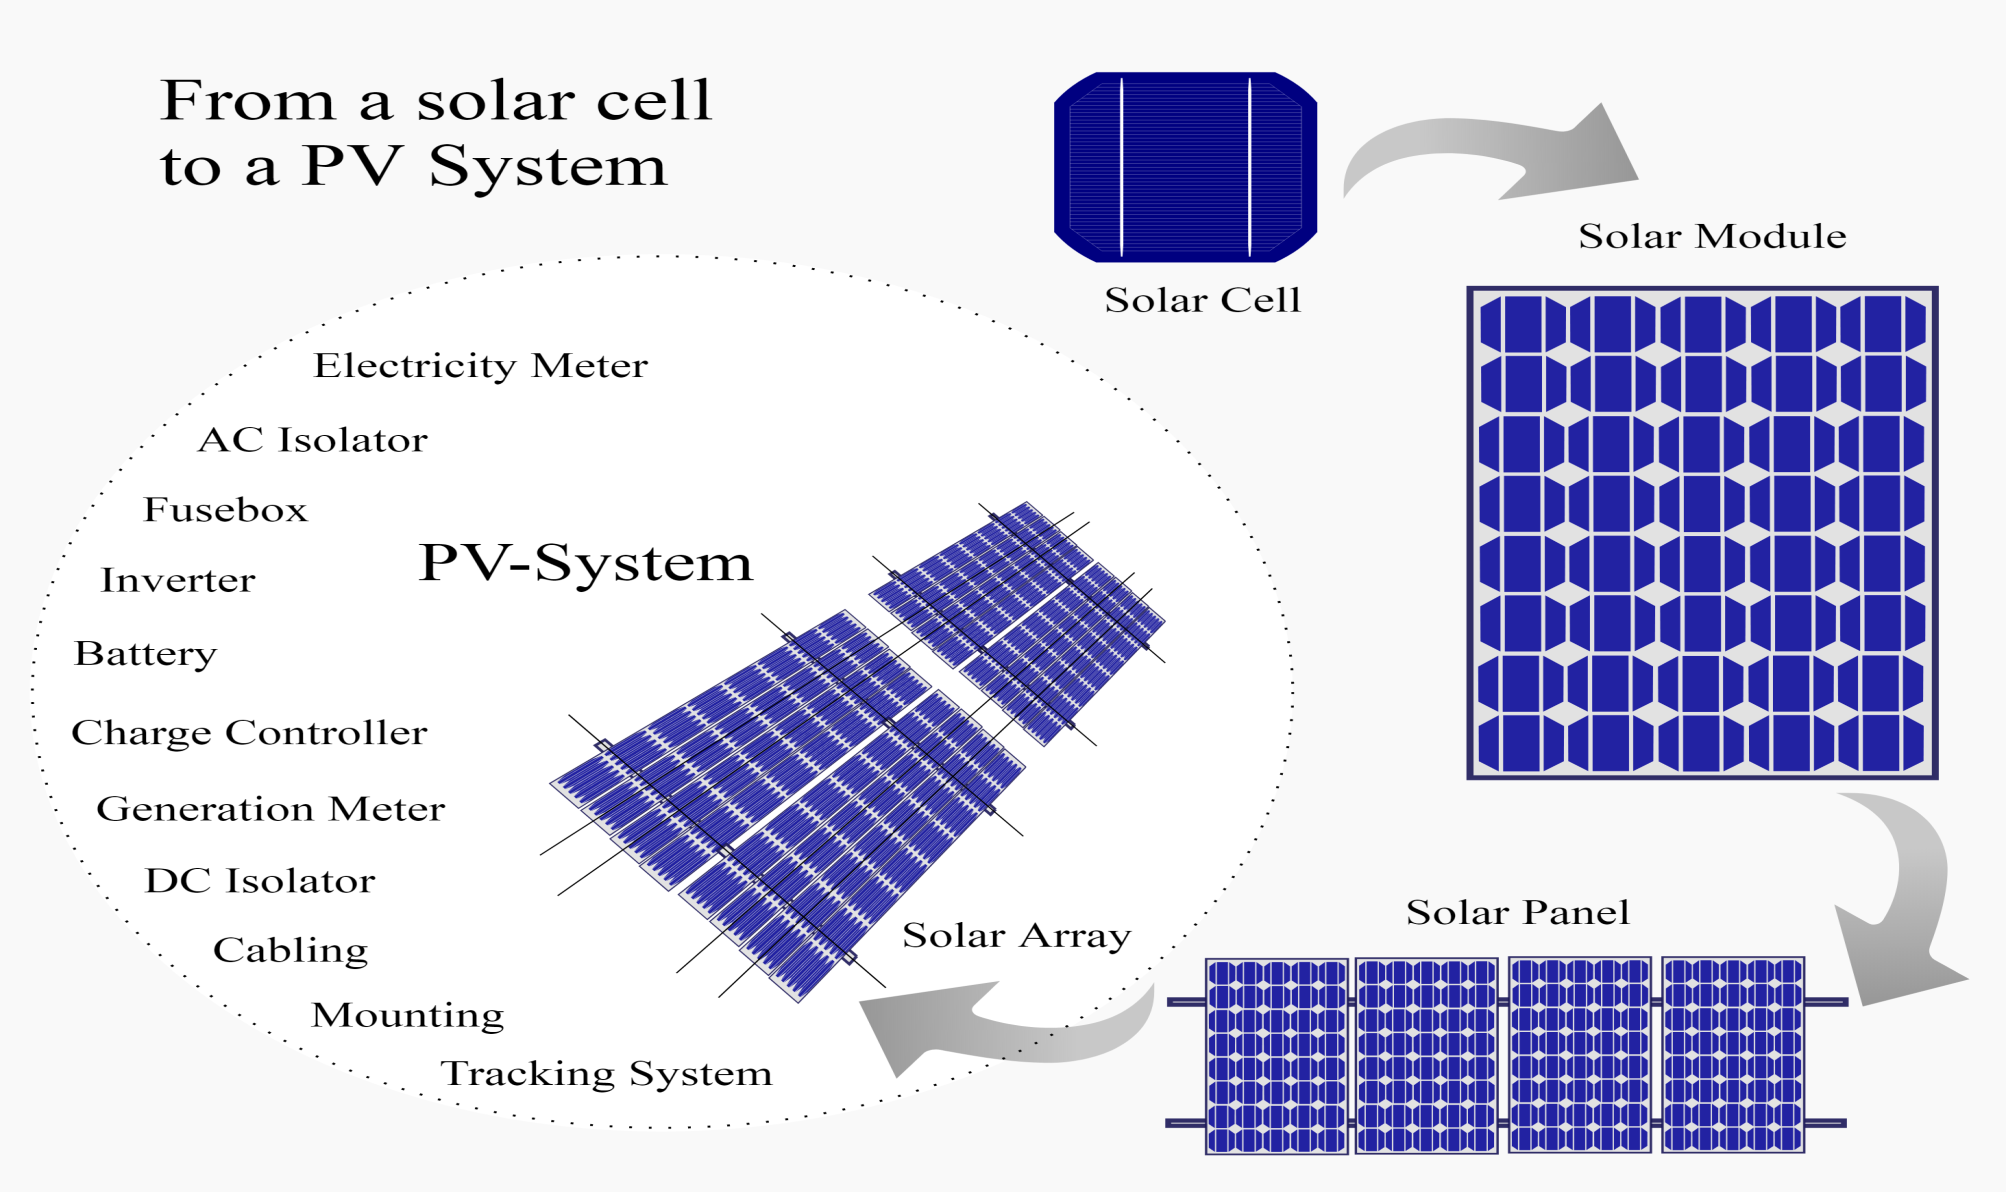 From a solar cell
to a PV System
Solar Cell
Solar Module
Solar Panel
Solar Array
PV-System
Electricity Meter
AC Isolator
Fusebox
Inverter
Battery
Charge Controller
Generation Meter
DC Isolator
Cabling
Mounting
Tracking System